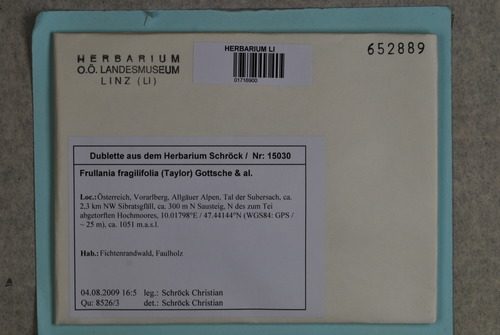 HERBARIUM
O.Ö. LANDESMUSEUM
LINZ (LI)
HERBARIUM LI
01716900
652889
Dublette aus dem Herbarium Schröck / Nr: 15030
Frullania fragilifolia (Taylor) Gottsche & al.
Loc.:Österreich, Vorarlberg, Allgäuer Alpen, Tal der Subersach, ca.
2,3 km NW Sibratsgfäll, ca. 300 m N Sausteig, N des zum Tei
abgetorften Hochmoores, 10.01798°E / 47.44144°N (WGS84: GPS /
~ 25 m), ca. 1051 m.a.s.l.
Hab.:Fichtenrandwald, Faulholz
04.08.2009 16:5 leg.: Schröck Christian
Qu: 8526/3 det.: Schröck Christian